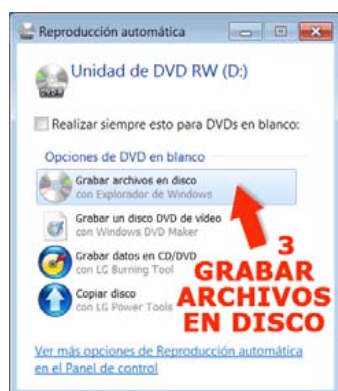 Reproducción automática
Unidad de DVD RW (D:)
Realizar siempre esto para DVDs en blanco:
Opciones de DVD en blanco
Grabar archivos en disco
con Explorador de Windows
Grabar un disco DVD de vídeo
con Windows DVD Maker
Grabar datos en CD/DVD
con LG Burning Tool
Copiar disco
con LG Power Tools
3
GRABAR
ARCHIVOS
EN DISCO
Ver más opciones de Reproducción automática
en el Panel de control